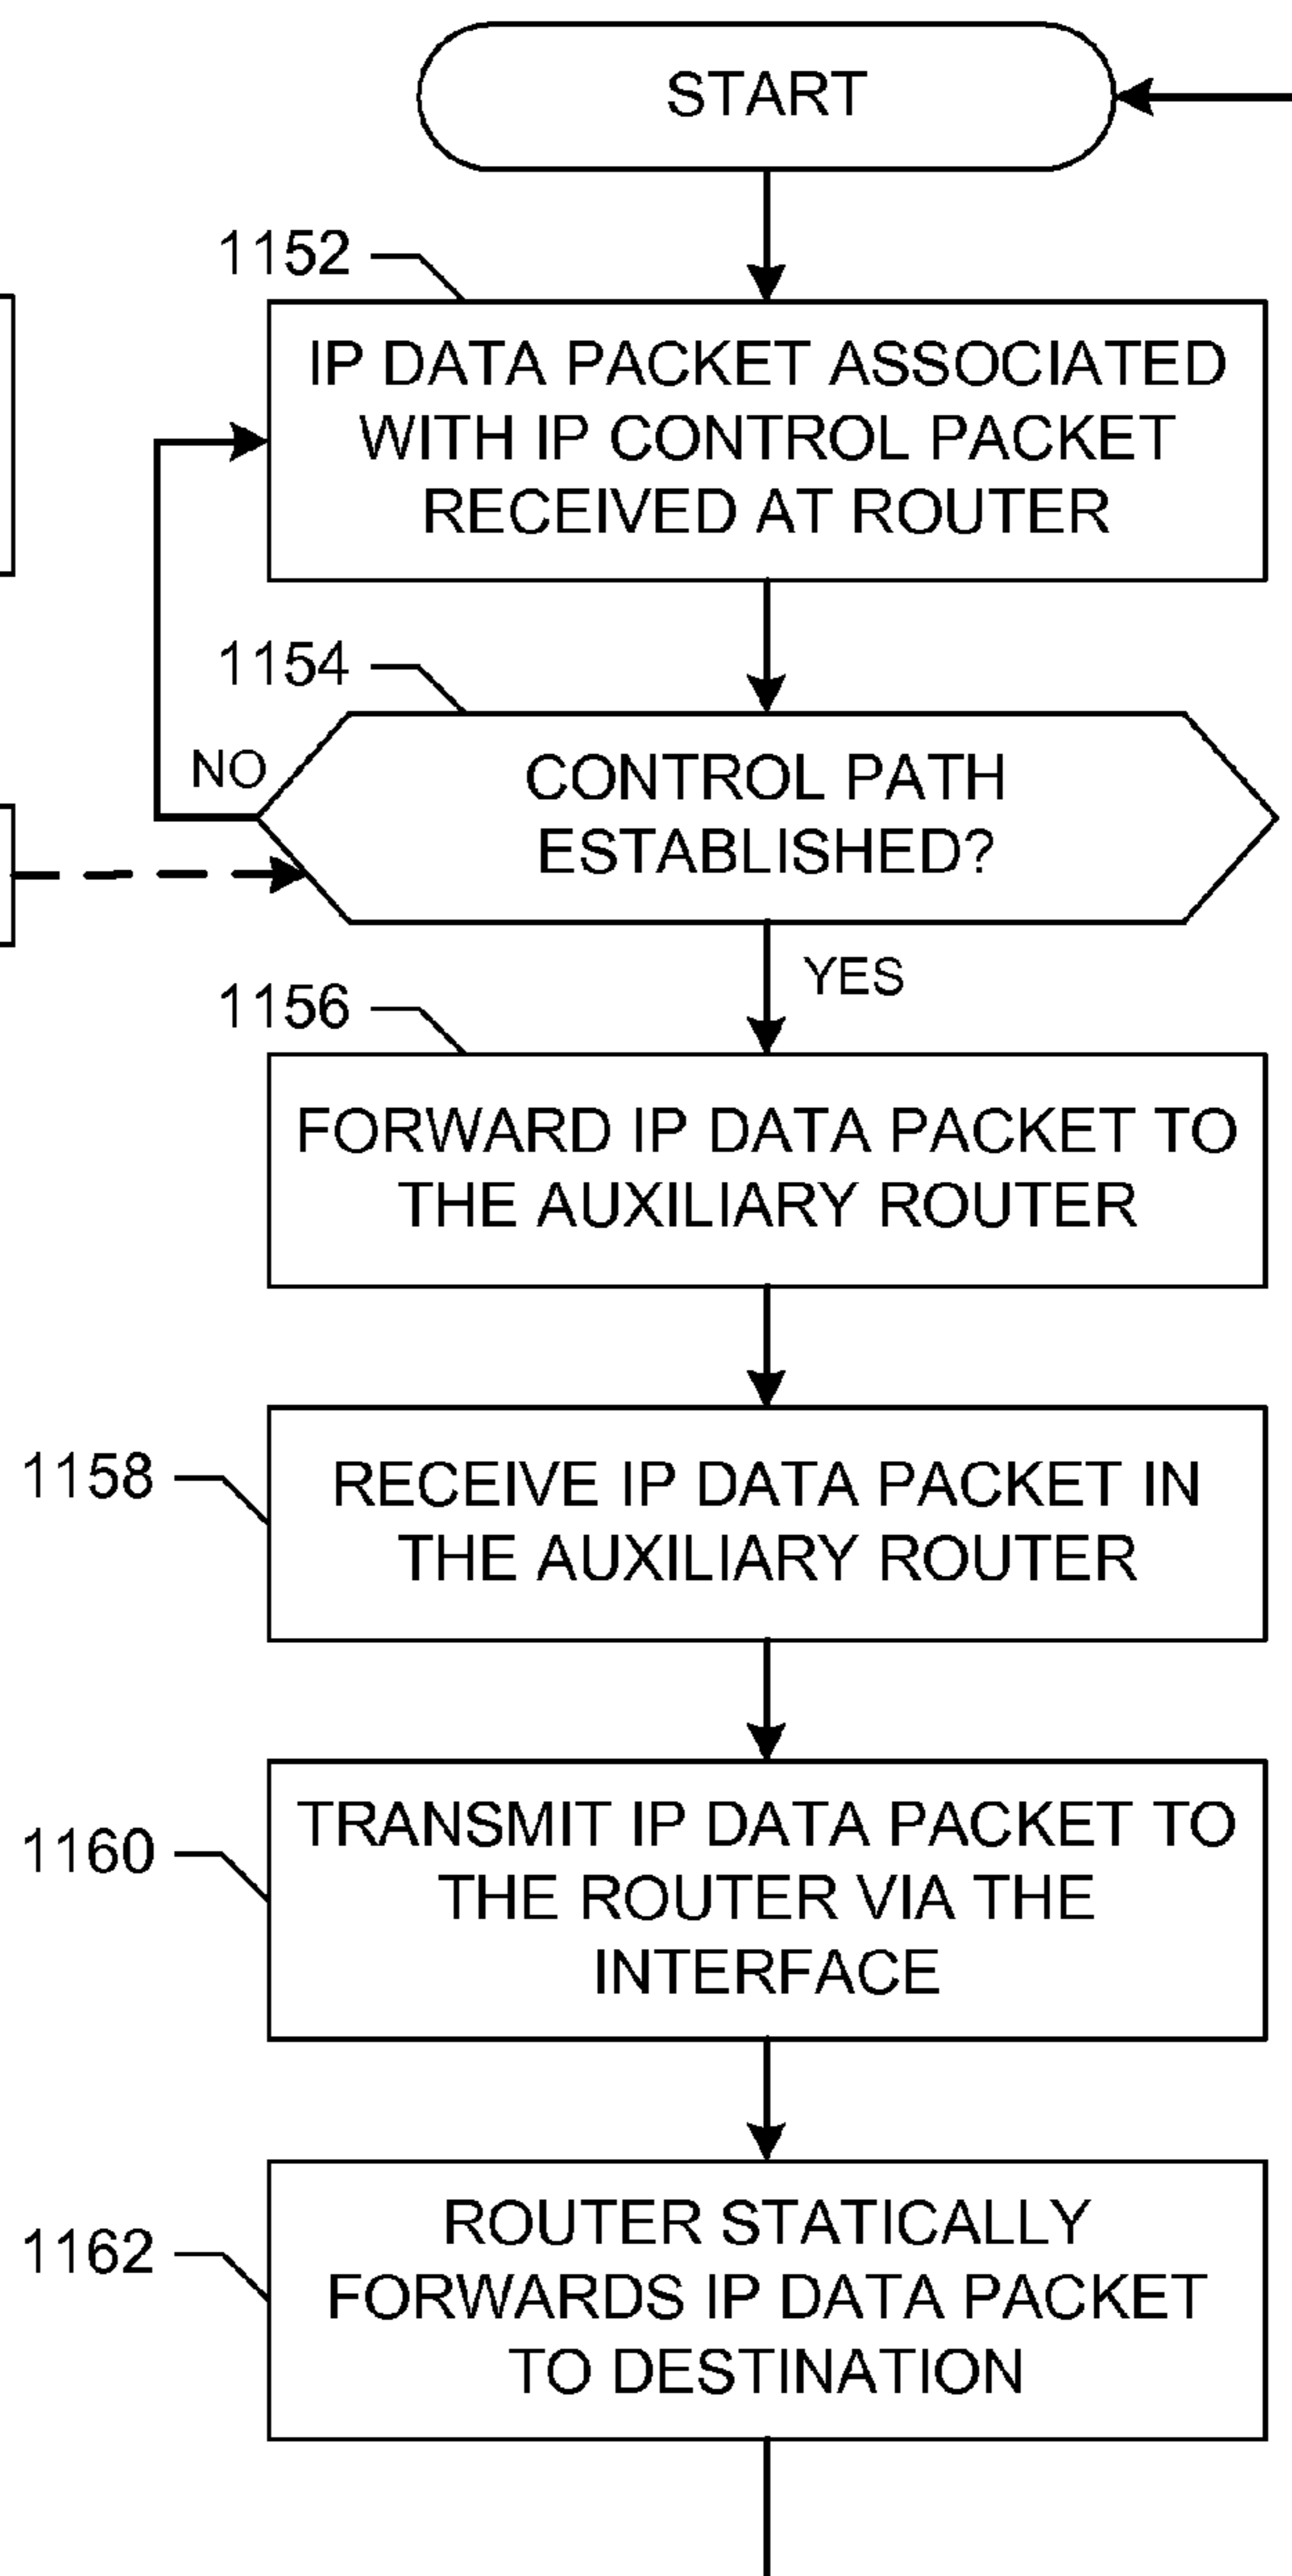 START
1152
IP DATA PACKET ASSOCIATED
WITH IP CONTROL PACKET
RECEIVED AT ROUTER
1154
NO
CONTROL PATH
ESTABLISHED?
YES
1156
FORWARD IP DATA PACKET TO
THE AUXILIARY ROUTER
1158
RECEIVE IP DATA PACKET IN
THE AUXILIARY ROUTER
1160
TRANSMIT IP DATA PACKET TO
THE ROUTER VIA THE
INTERFACE
1162
ROUTER STATICALLY
FORWARDS IP DATA PACKET
TO DESTINATION